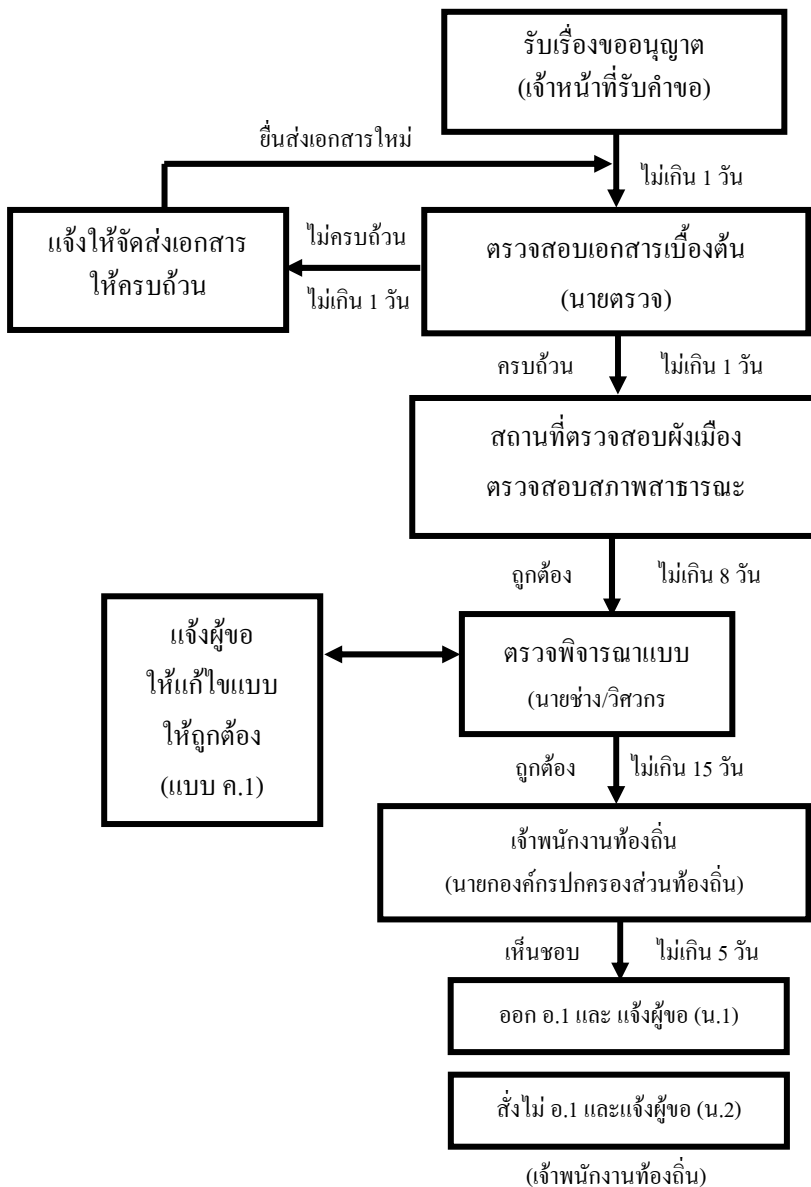 รับเรื่องขออนุญาต
(เจ้าหน้าที่รับคำขอ)
ยื่นส่งเอกสารใหม่
ไม่เกิน 1 วัน
แจ้งให้จัดส่งเอกสาร
ให้ครบถ้วน
ไม่ครบถ้วน
ไม่เกิน 1 วัน
ตรวจสอบเอกสารเบื้องต้น
(นายตรวจ)
ครบถ้วน ไม่เกิน 1 วัน
สถานที่ตรวจสอบผังเมือง
ตรวจสอบสภาพสาธารณะ
ถูกต้อง ไม่เกิน 8 วัน
แจ้งผู้ขอ
ให้แก้ไขแบบ
ให้ถูกต้อง
(แบบ ค.1)
ตรวจพิจารณาแบบ
(นายช่าง/วิศวกร
ถูกต้อง ไม่เกิน 15 วัน
เจ้าพนักงานท้องถิ่น
(นายกองค์กรปกครองส่วนท้องถิ่น)
เห็นชอบ ไม่เกิน 5 วัน
ออก อ.1 และ แจ้งผู้ขอ (น.1)
สั่งไม่ อ.1 และแจ้งผู้ขอ (น.2)
(เจ้าพนักงานท้องถิ่น)